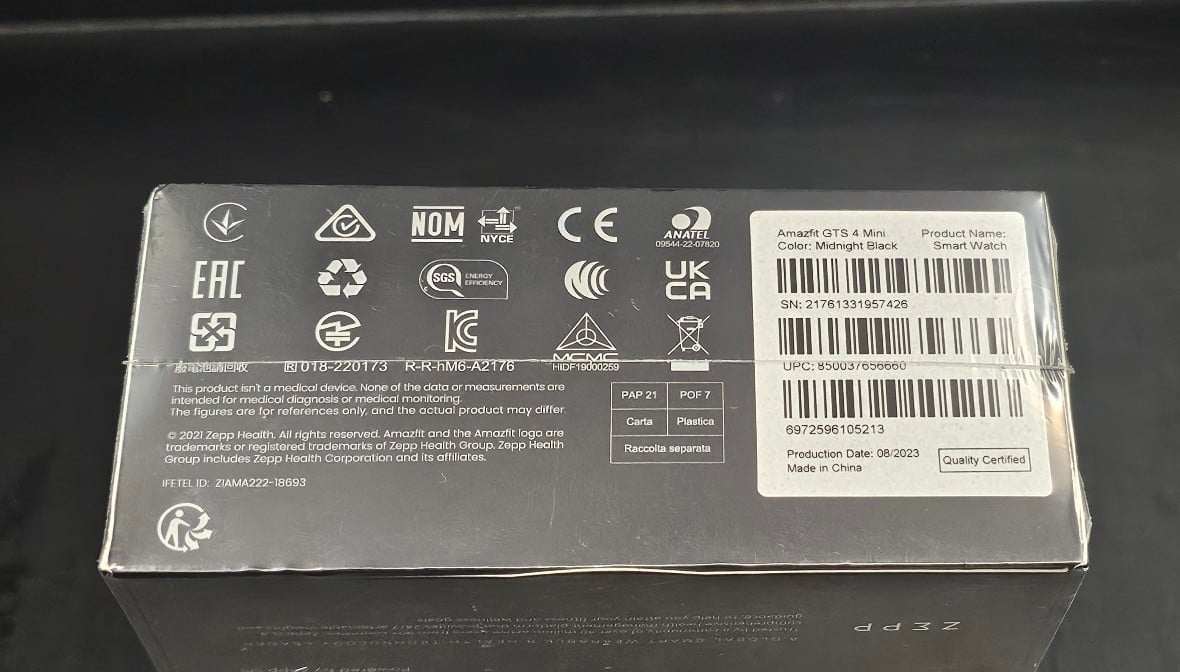 NOM
NYCE
CE
ANATEL
09544-22-07820
EAC
SGS ENERGY EFFICIENCY
UK
CA
MCMC
R 018-220173 R-R-hM6-A2176
HIDF19000259
This product isn't a medical device. None of the data or measurements are
intended for medical diagnosis or medical monitoring.
The figures are for references only, and the actual product may differ
© 2021 Zepp Health. All rights reserved. Amazfit and the Amazfit logo are
trademarks or registered trademarks of Zepp Health Group. Zepp Health
Group includes Zepp Health Corporation and its affiliates.
IFETEL ID: ZIAMA222-18693
PAP 21 POF 7
Carta Plastica
Raccolta separata
Amazfit GTS 4 Mini Product Name:
Color: Midnight Black Smart Watch
SN: 21761331957426
UPC: 850037656660
6972596105213
Production Date: 08/2023
Made in China
Quality Certified
ZEPP